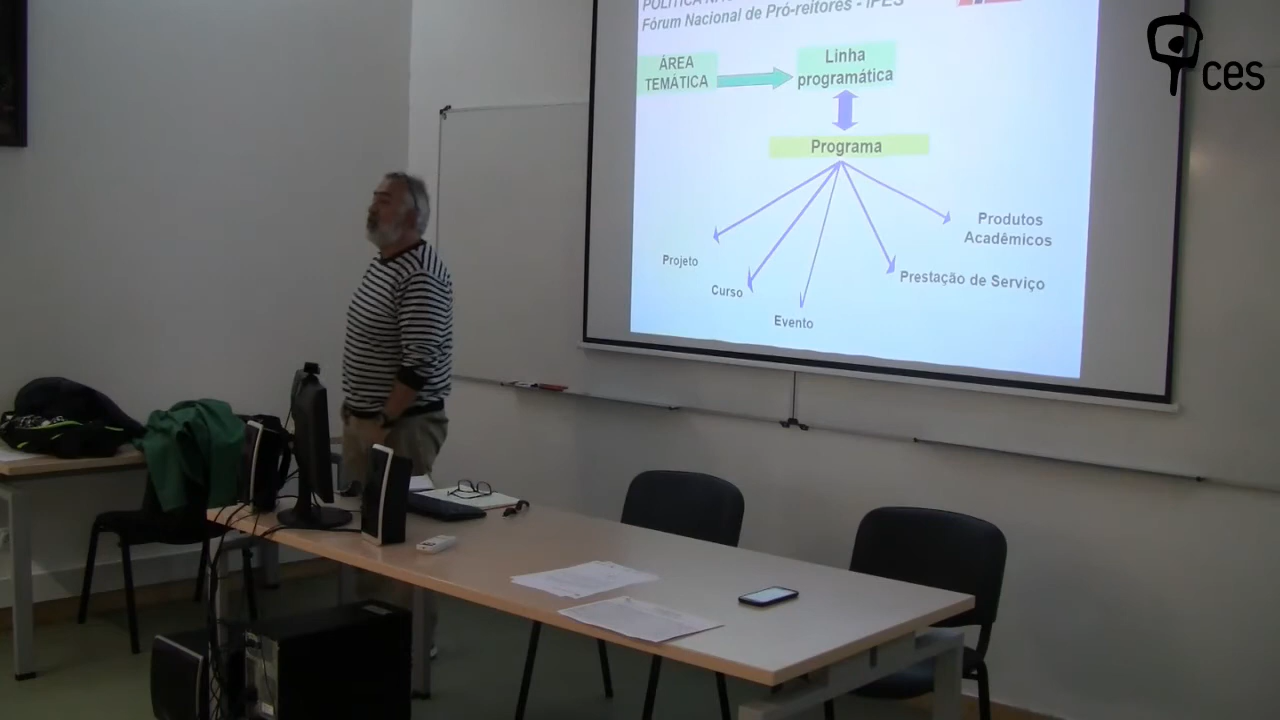 POLÍTICA
Fórum Nacional de Pró-reitores - IPES
ÁREA
TEMÁTICA
Linha
programática
Programa
Projeto
Curso
Evento
Prestação de Serviço
Produtos
Acadêmicos
ces